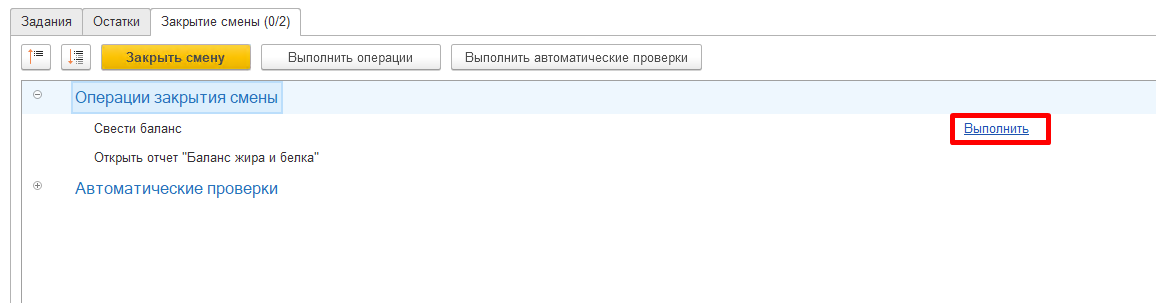 Задания Остатки Закрытие смены (0/2)
Закрыть смену Выполнить операции Выполнить автоматические проверки
Операции закрытия смены
Свести баланс Выполнить
Открыть отчет "Баланс жира и белка"
Автоматические проверки